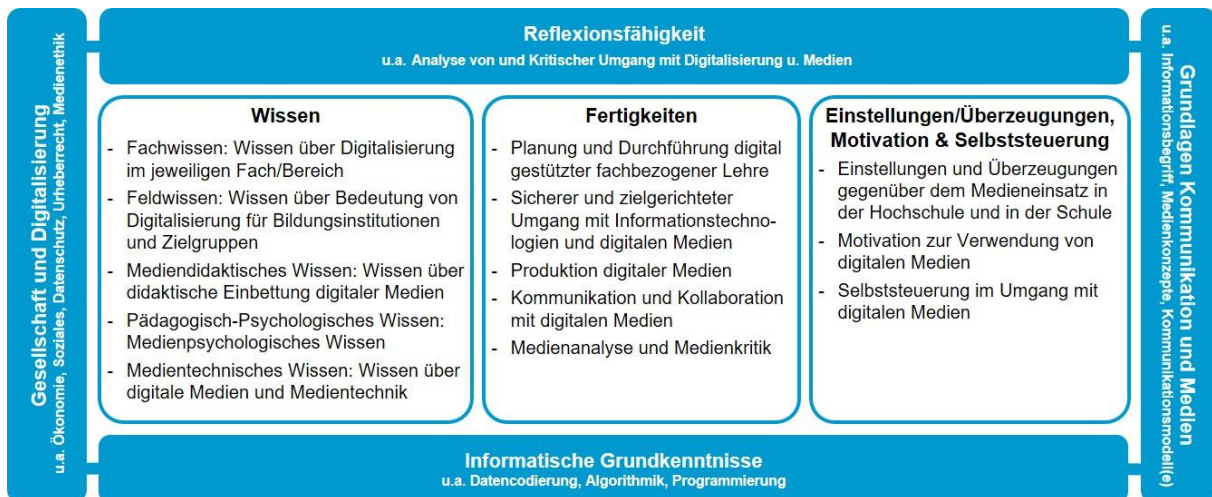 Reflexionsfähigkeit
u.a. Analyse von und Kritischer Umgang mit Digitalisierung u. Medien
Gesellschaft und Digitalisierung
u.a. Ökonomie, Soziales, Datenschutz, Urheberrecht, Medienethik
Wissen
- Fachwissen: Wissen über Digitalisierung
im jeweiligen Fach/Bereich
- Feldwissen: Wissen über Bedeutung von
Digitalisierung für Bildungsinstitutionen
und Zielgruppen
- Mediendidaktisches Wissen: Wissen über
didaktische Einbettung digitaler Medien
- Pädagogisch-Psychologisches Wissen:
Medienpsychologisches Wissen
- Medientechnisches Wissen: Wissen über
digitale Medien und Medientechnik
Fertigkeiten
- Planung und Durchführung digital
gestützter fachbezogener Lehre
- Sicherer und zielgerichteter
Umgang mit Informationstechno-
logien und digitalen Medien
- Produktion digitaler Medien
- Kommunikation und Kollaboration
mit digitalen Medien
- Medienanalyse und Medienkritik
Einstellungen/Überzeugungen,
Motivation & Selbststeuerung
- Einstellungen und Überzeugungen
gegenüber dem Medieneinsatz in
der Hochschule und in der Schule
- Motivation zur Verwendung von
digitalen Medien
- Selbststeuerung im Umgang mit
digitalen Medien
Grundlagen Kommunikation und Medien
u.a. Informationsbegriff, Medienkonzepte, Kommunikationsmodell(e)
Informatische Grundkenntnisse
u.a. Datencodierung, Algorithmik, Programmierung